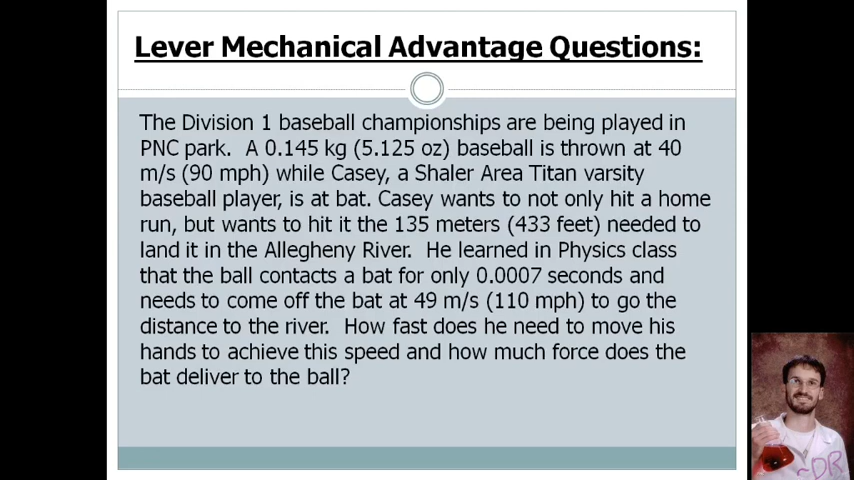 Lever Mechanical Advantage Questions:
The Division 1 baseball championships are being played in
PNC park. A 0.145 kg (5.125 oz) baseball is thrown at 40
m/s (90 mph) while Casey, a Shaler Area Titan varsity
baseball player, is at bat. Casey wants to not only hit a home
run, but wants to hit it the 135 meters (433 feet) needed to
land it in the Allegheny River. He learned in Physics class
that the ball contacts a bat for only 0.0007 seconds and
needs to come off the bat at 49 m/s (110 mph) to go the
distance to the river. How fast does he need to move his
hands to achieve this speed and how much force does the
bat deliver to the ball?
~DR